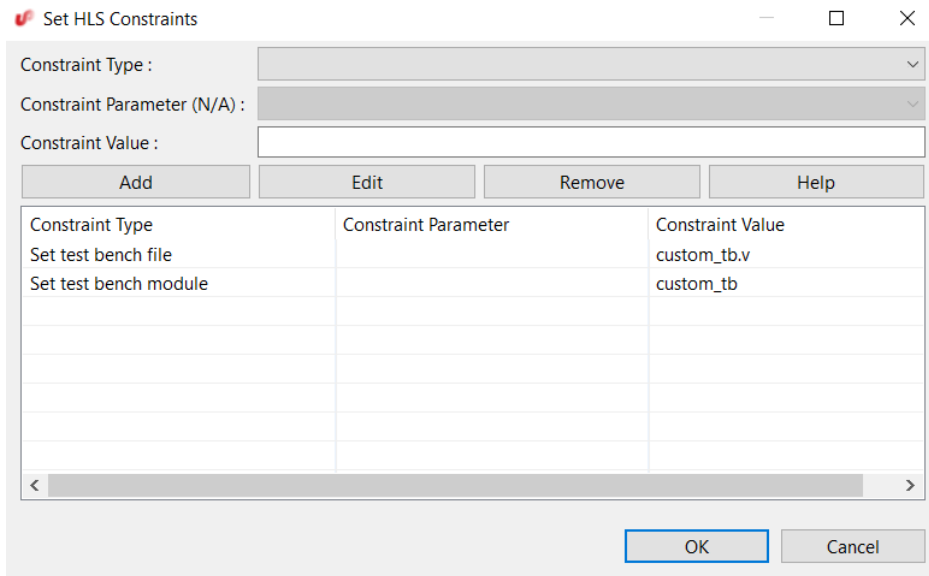 Set HLS Constraints
Constraint Type :
Constraint Parameter (N/A) :
Constraint Value :
Add Edit Remove Help
Constraint Type Constraint Parameter Constraint Value
Set test bench file custom_tb.v
Set test bench module custom_tb
OK Cancel